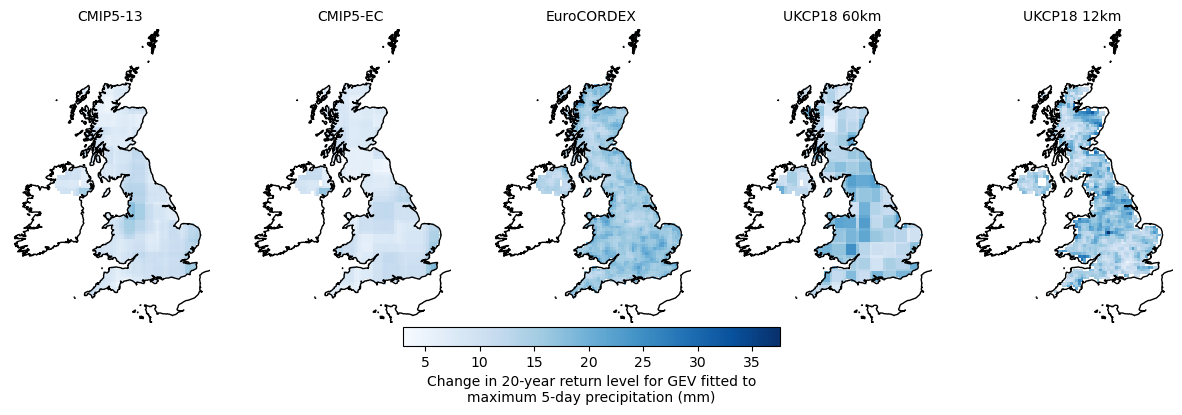 CMIP5-13
CMIP5-EC
EuroCORDEX
UKCP18 60km
UKCP18 12km
5 10 15 20 25 30 35
Change in 20-year return level for GEV fitted to
maximum 5-day precipitation (mm)